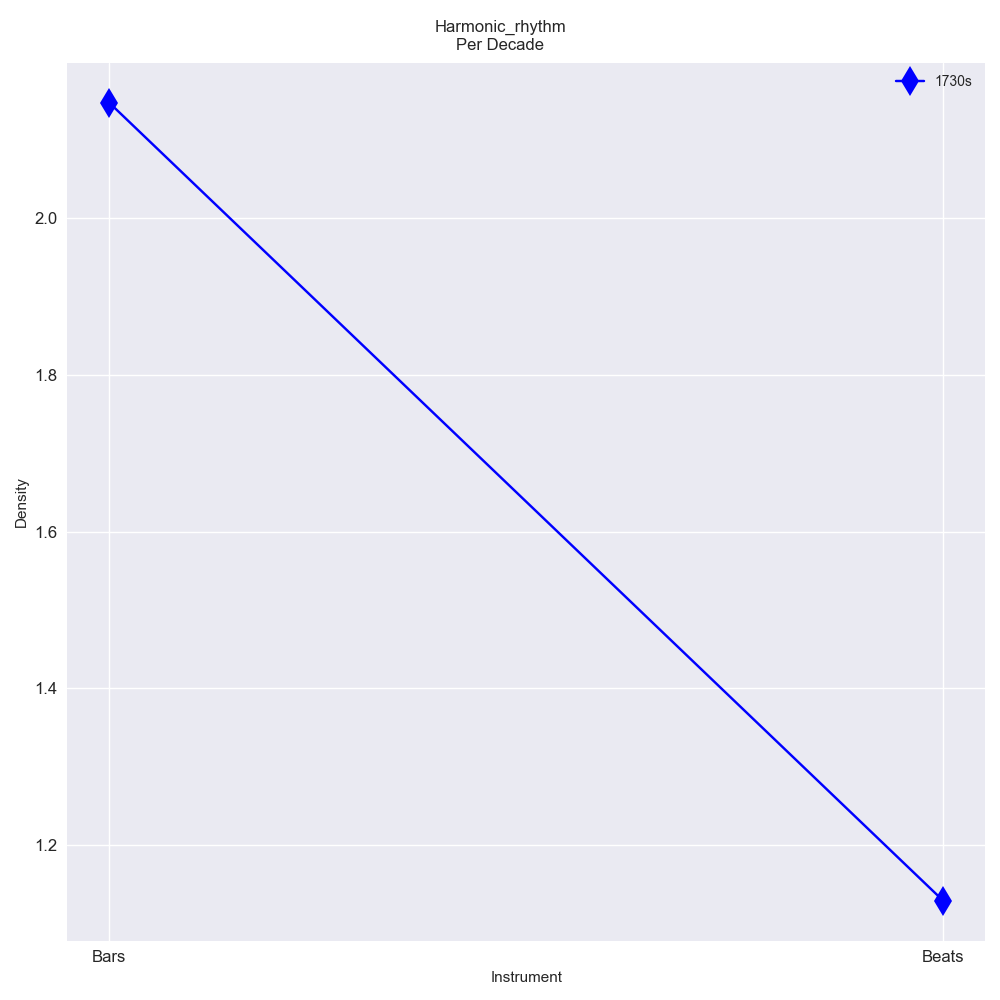 Harmonic_rhythm
Per Decade
1730s
2.0
1.8
1.6
1.4
1.2
Density
Bars
Beats
Instrument